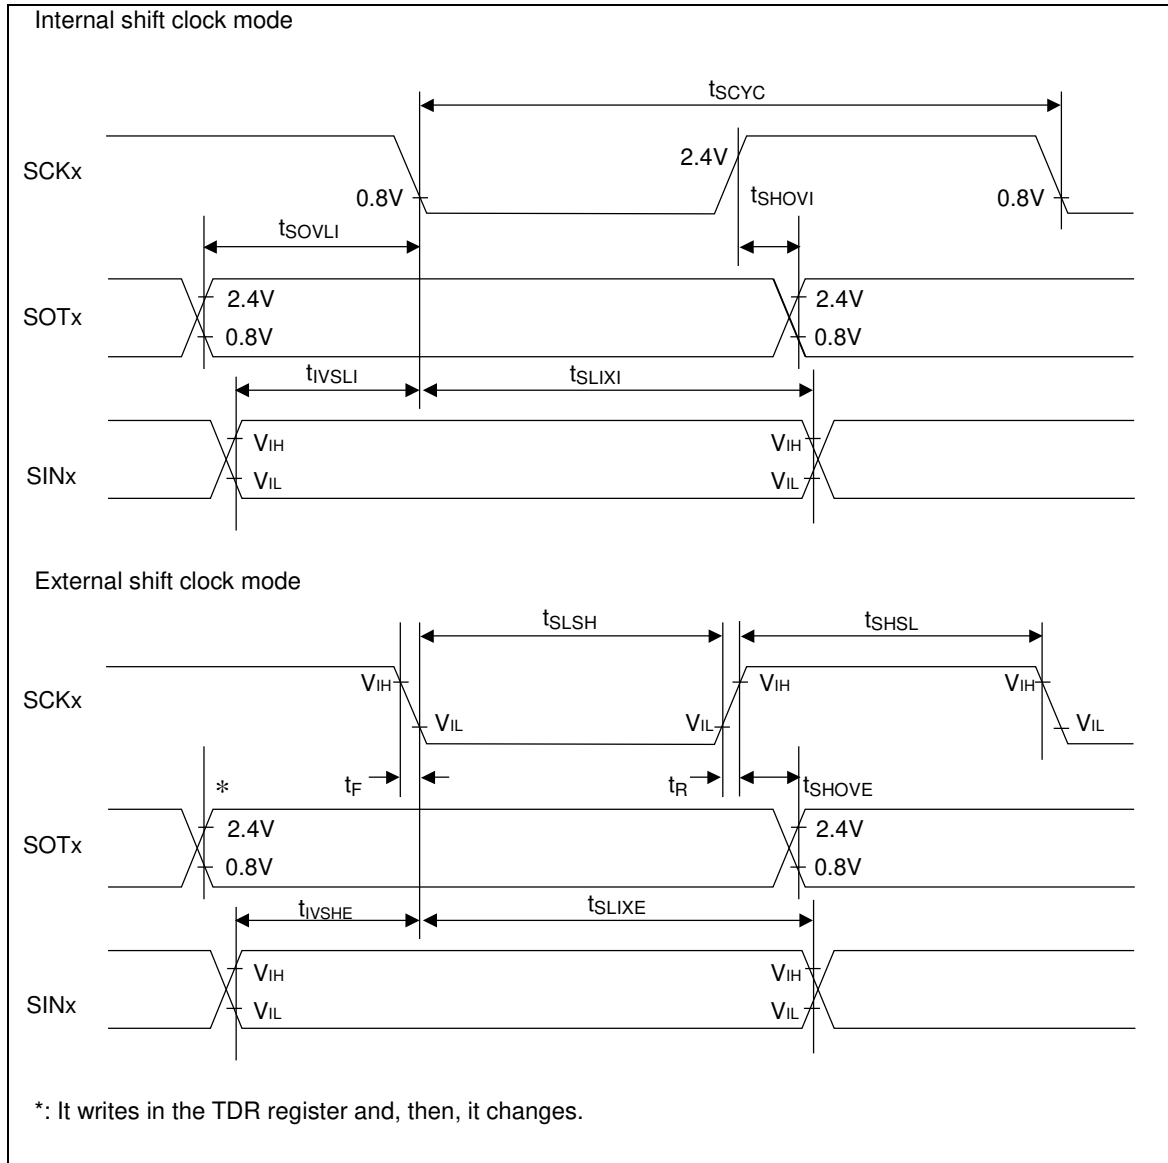 Internal shift clock mode
tSCYC
SCKx
2.4V
0.8V
tSHOVI
0.8V
tSOVLI
SOTx
2.4V
0.8V
2.4V
0.8V
tIVSLI
tSLIXI
SINx
VIH
VIL
VIH
VIL
External shift clock mode
tSLSH
tSHSL
SCKx
VIH
VIL
VIL
VIH
VIH
VIL
tF
tR
tSHOVE
*
SOTx
2.4V
0.8V
2.4V
0.8V
tIVSHE
tSLIXE
SINx
VIH
VIL
VIH
VIL
*: It writes in the TDR register and, then, it changes.